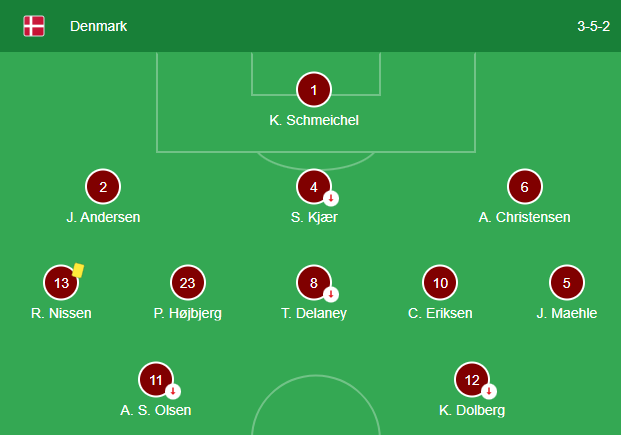 Denmark 3-5-2
1
K. Schmeichel
2 4 6
J. Andersen S. Kjær A. Christensen
13 23 8 10 5
R. Nissen P. Højbjerg T. Delaney C. Eriksen J. Maehle
11 12
A. S. Olsen K. Dolberg